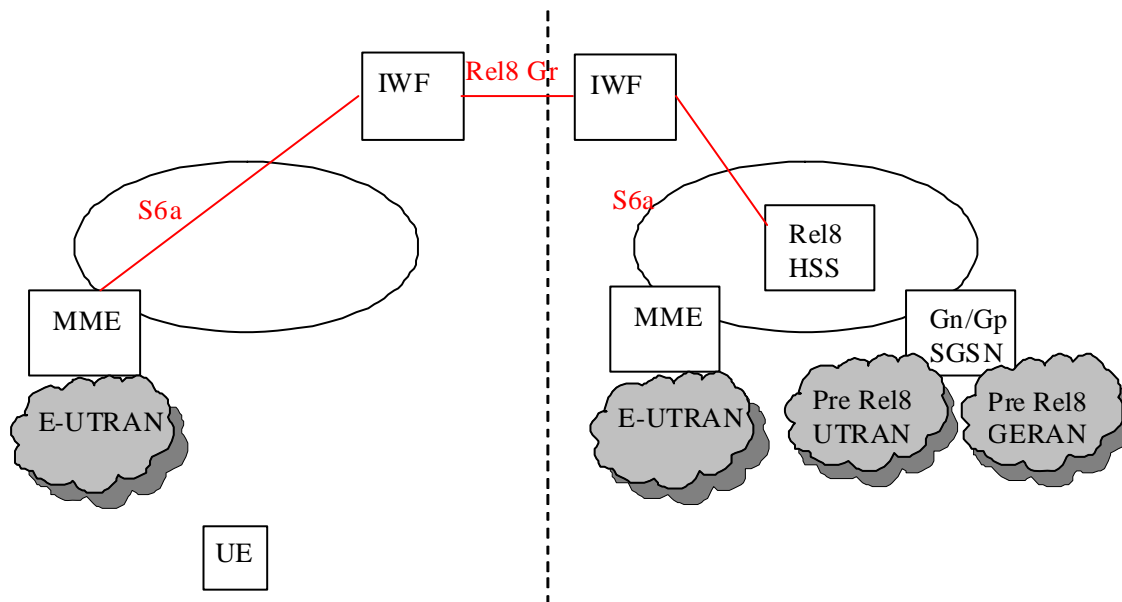 IWF
Rel8 Gr
IWF
S6a
S6a
Rel8
HSS
MME
MME
Gn/Gp
SGSN
E-UTRAN
E-UTRAN
Pre Rel8
UTRAN
Pre Rel8
GERAN
UE